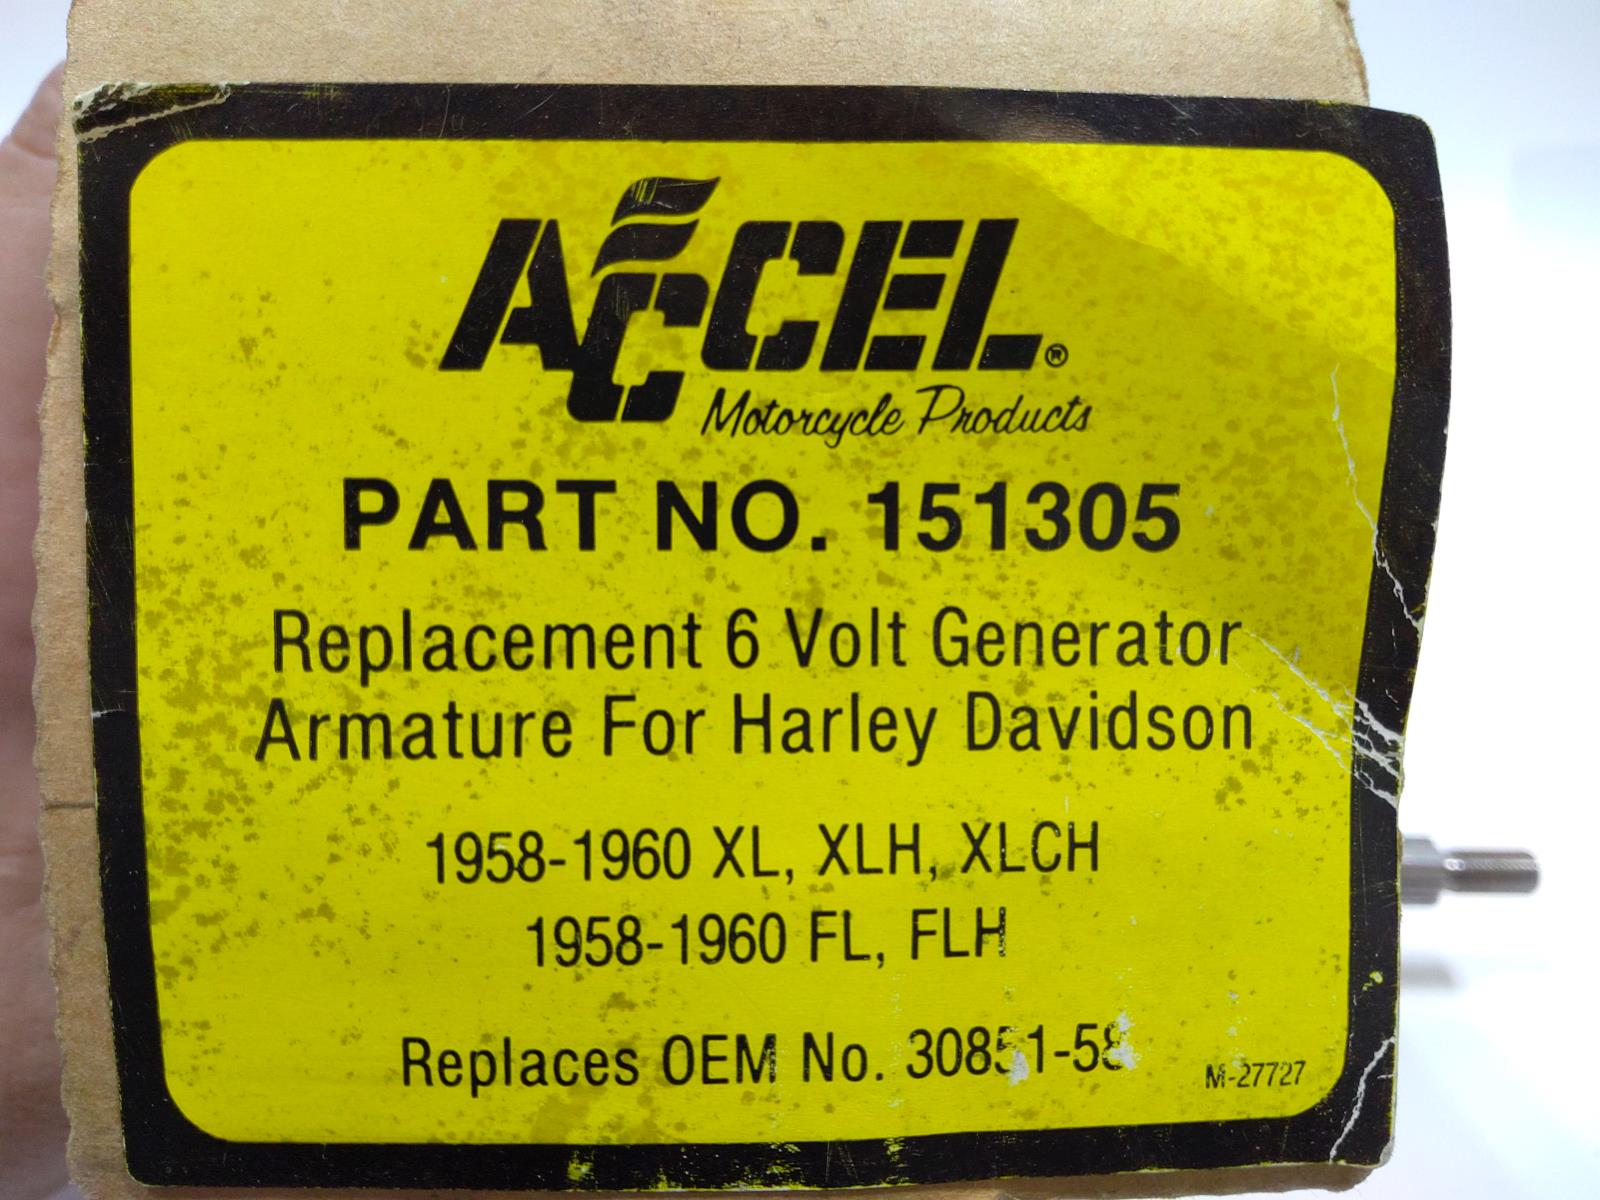 ACCEL®
Motorcycle Products
PART NO. 151305
Replacement 6 Volt Generator
Armature For Harley Davidson
1958-1960 XL, XLH, XLCH
1958-1960 FL, FLH
Replaces OEM No. 30851-58
M-27727